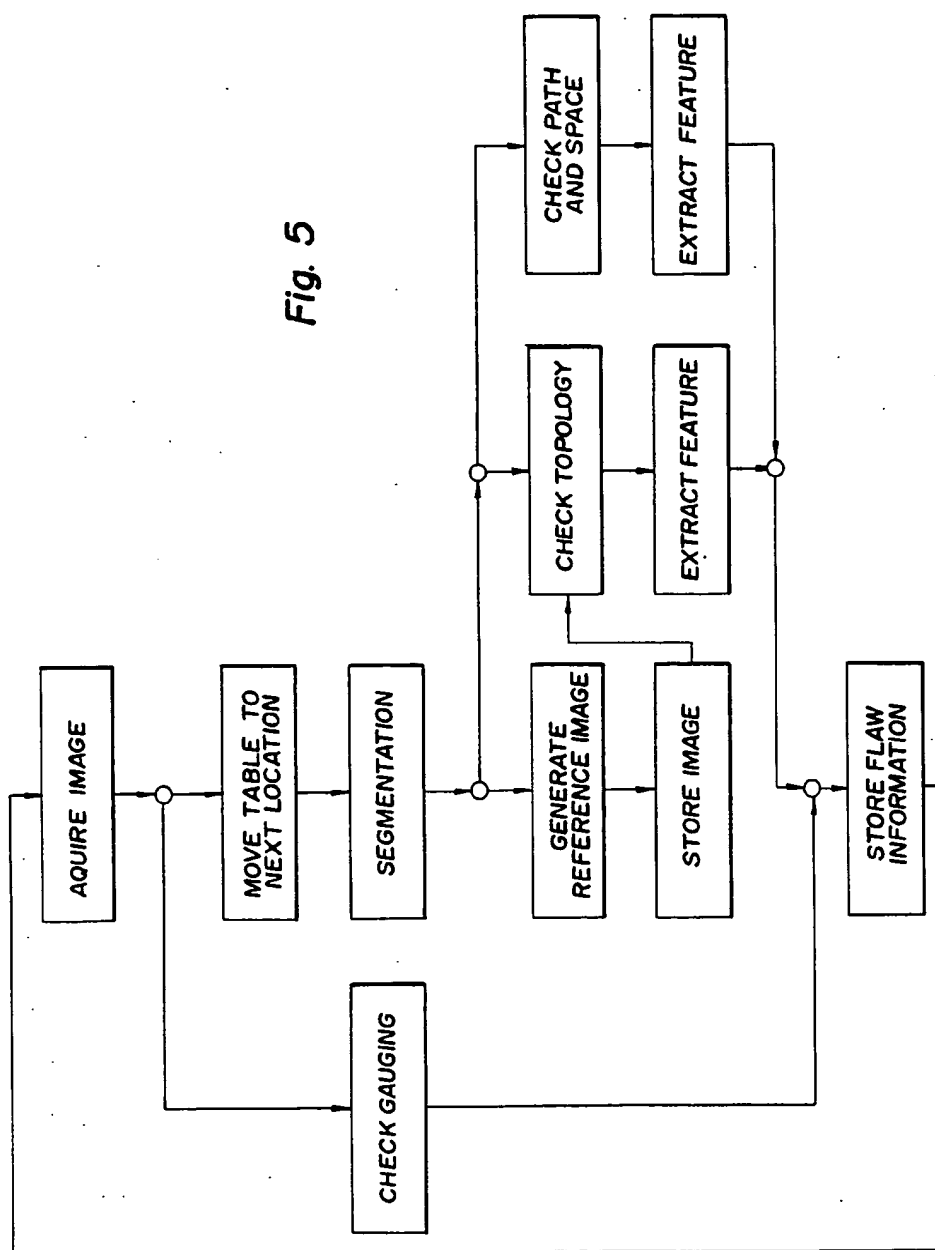 Fig. 5
AQUIRE IMAGE
MOVE TABLE TO
NEXT LOCATION
CHECK GAUGING
SEGMENTATION
GENERATE
REFERENCE IMAGE
CHECK TOPOLOGY
CHECK PATH
AND SPACE
STORE IMAGE
EXTRACT FEATURE
EXTRACT FEATURE
STORE FLAW
INFORMATION